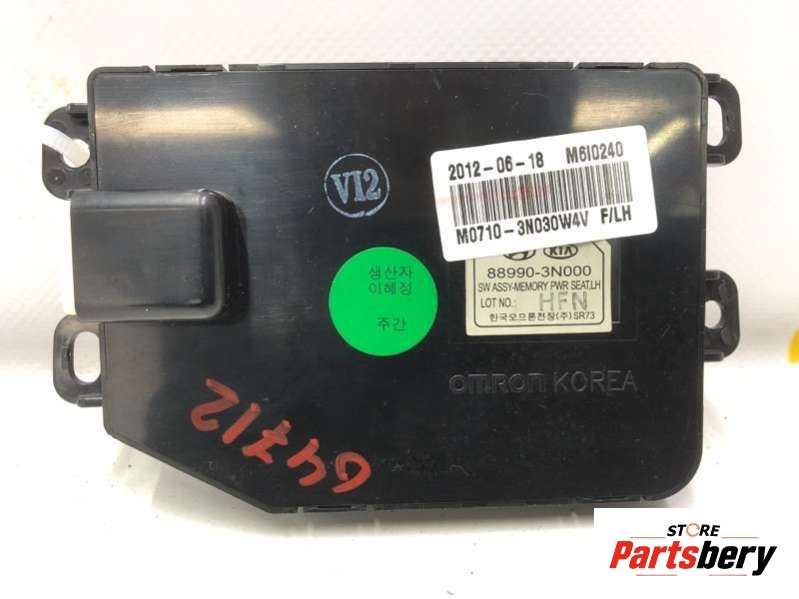 2012-06-18 M6I0240
M0710-3N030W4V F/LH
VI2
KIA
88990-3N000
SW ASSY-MEMORY PWR SEAT,LH
LOT NO.: HFN
한국오므론전장(주)SR73
생산자
이혜정
주간
omron KOREA
64712
STORE
Partsbery